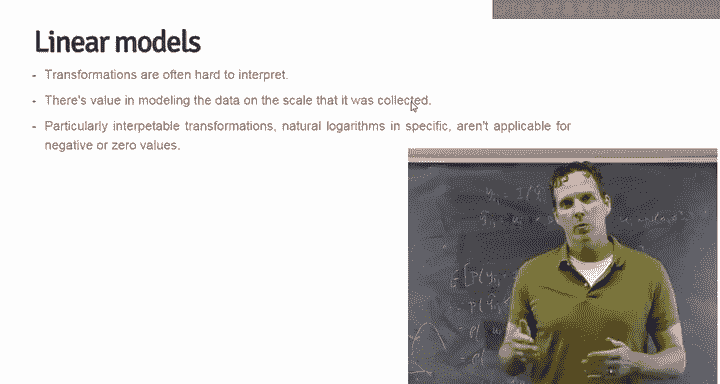 Linear models
- Transformations are often hard to interpret.
- There's value in modeling the data on the scale that it was collected.
- Particularly interpetable transformations, natural logarithms in specific, aren't applicable for
negative or zero values.